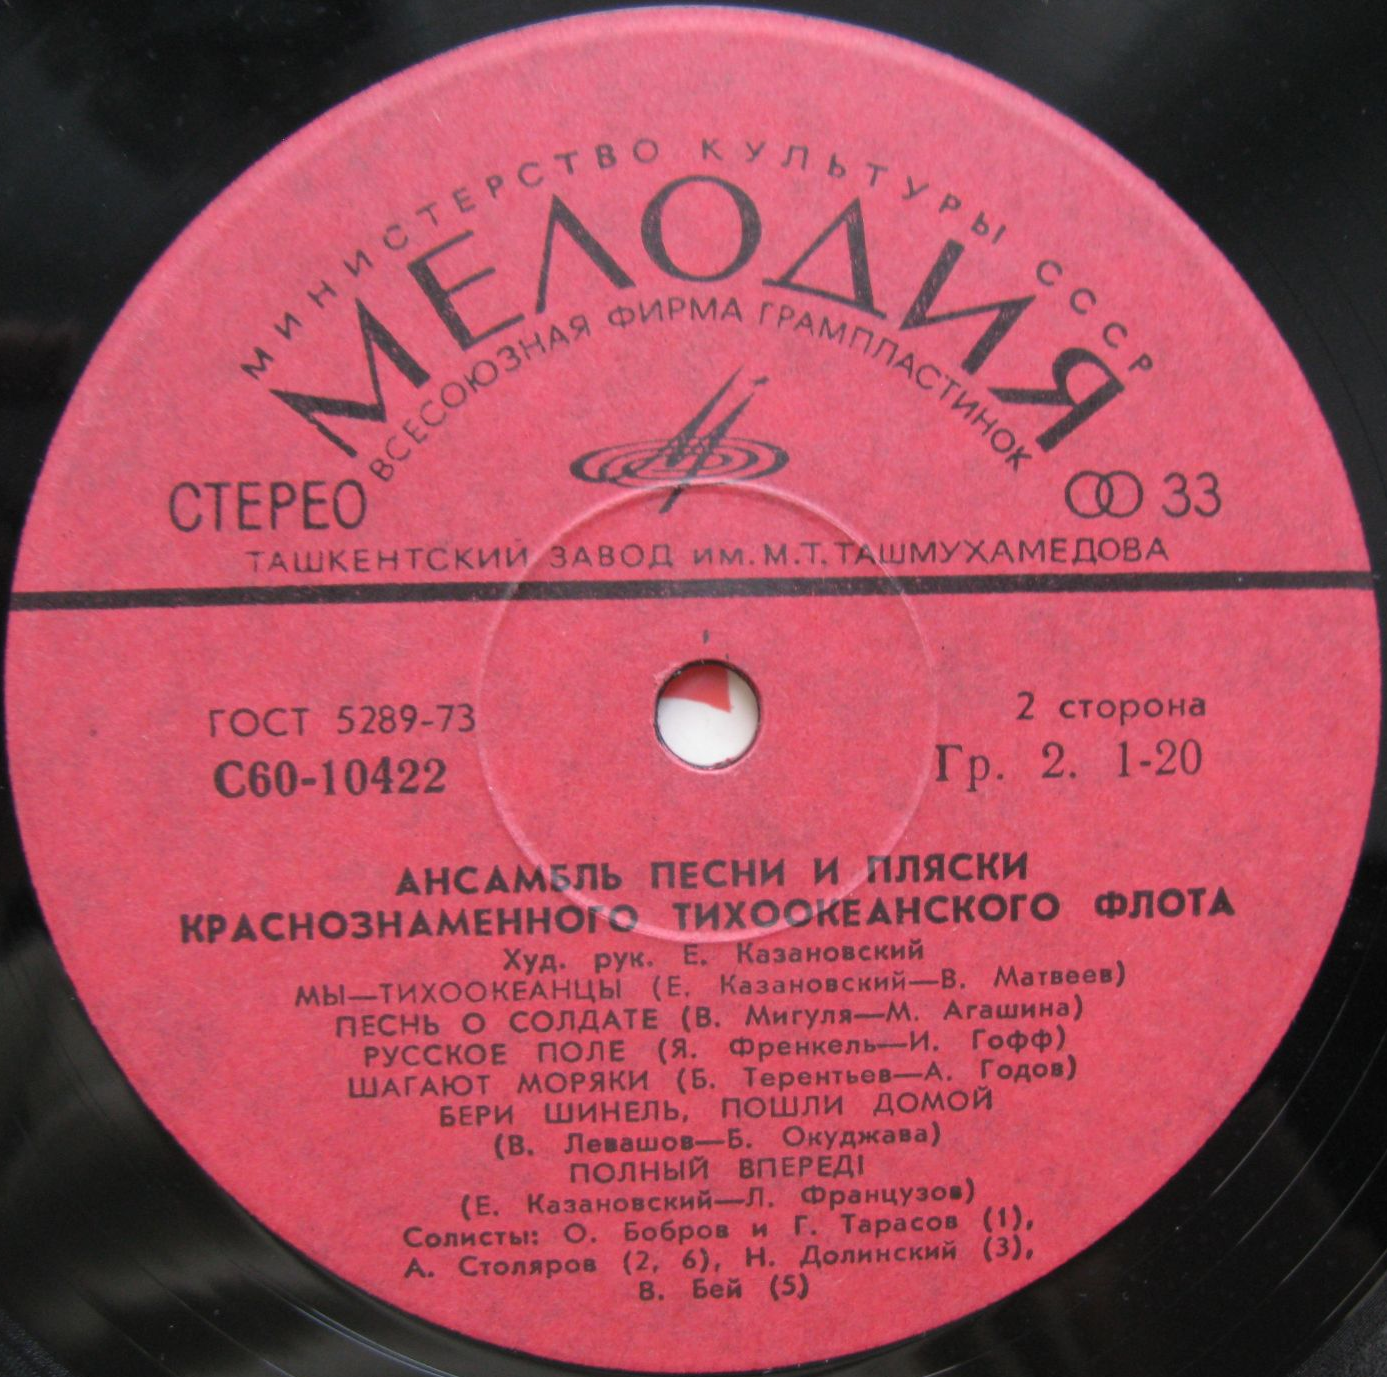 МИНИСТЕРСТВО КУЛЬТУРЫ СССР
МЕЛОДИЯ
ВСЕСОЮЗНАЯ ФИРМА ГРАМПЛАСТИНОК
СТЕРЕО
33
ТАШКЕНТСКИЙ ЗАВОД ИМ. М.Т. ТАШМУХАМЕДОВА
ГОСТ 5289-73
2 сторона
С60-10422
Гр. 2. 1-20
АНСАМБЛЬ ПЕСНИ И ПЛЯСКИ
КРАСНОЗНАМЕННОГО ТИХООКЕАНСКОГО ФЛОТА
Худ. рук. Е. Казановский
МЫ—ТИХООКЕАНЦЫ (Е. Казановский—В. Матвеев)
ПЕСНЬ О СОЛДАТЕ (В. Мигуля—М. Агашина)
РУССКОЕ ПОЛЕ (Я. Френкель—И. Гофф)
ШАГАЮТ МОРЯКИ (Б. Терентьев—А. Годов)
БЕРИ ШИНЕЛЬ, ПОШЛИ ДОМОЙ
(В. Левашов—Б. Окуджава)
ПОЛНЫЙ ВПЕРЕД!
(Е. Казановский—Л. Французов)
Солисты: О. Бобров и Г. Тарасов (1),
А. Столяров (2, 6), Н. Долинский (3),
В. Бей (5)